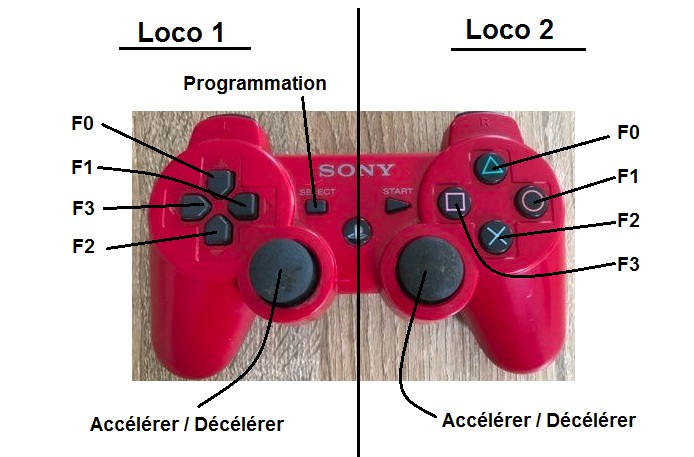 Loco 1
Loco 2
Programmation
F0
F1
F3
F2
F0
F1
F2
F3
L
R
SONY
SELECT
START
Accélérer / Décélérer
Accélérer / Décélérer